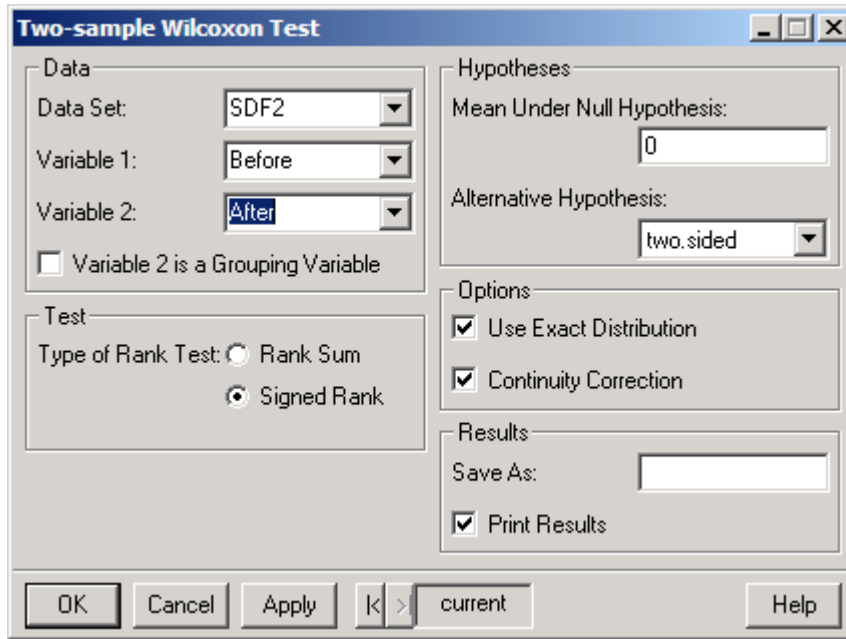 Two-sample Wilcoxon Test
Data
Data Set: SDF2
Variable 1: Before
Variable 2: After
Variable 2 is a Grouping Variable
Test
Type of Rank Test: Rank Sum
Signed Rank
Hypotheses
Mean Under Null Hypothesis:
0
Alternative Hypothesis:
two.sided
Options
Use Exact Distribution
Continuity Correction
Results
Save As:
Print Results
OK Cancel Apply |< >| current Help